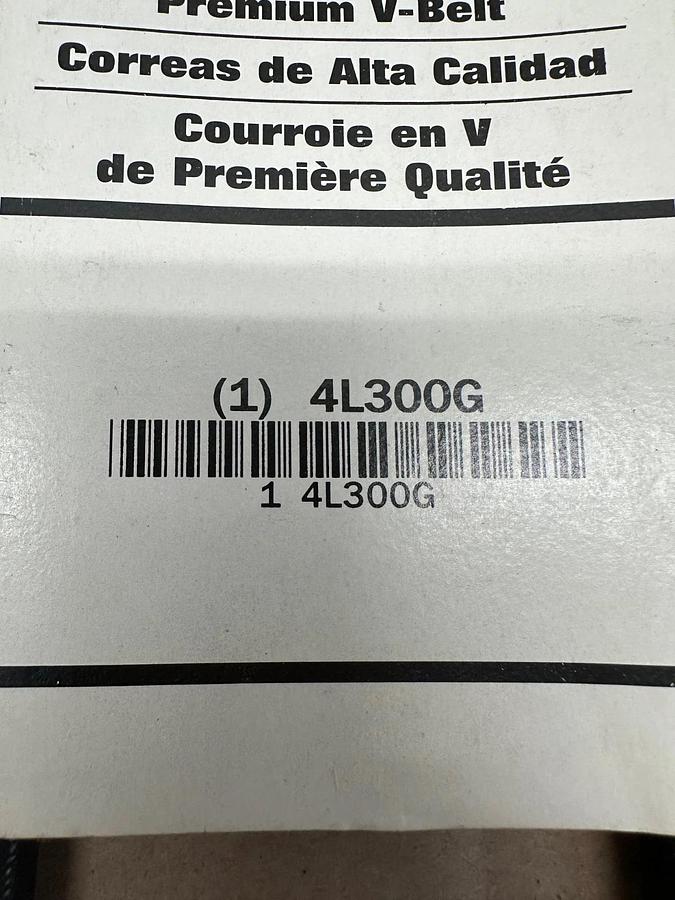 Premium V-Belt
Correas de Alta Calidad
Courroie en V
de Première Qualité
(1) 4L300G
1 4L300G